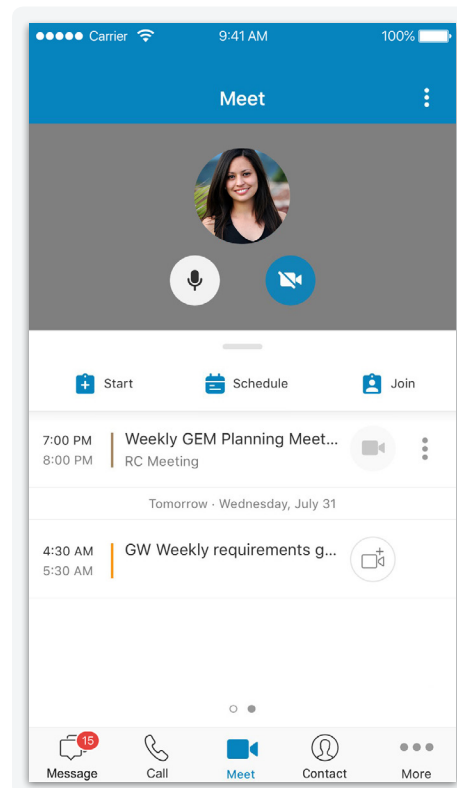 Carrier 9:41 AM 100%
Meet
Start Schedule Join
7:00 PM Weekly GEM Planning Meet...
8:00 PM RC Meeting
Tomorrow · Wednesday, July 31
4:30 AM GW Weekly requirements g...
5:30 AM
15
Message Call Meet Contact More